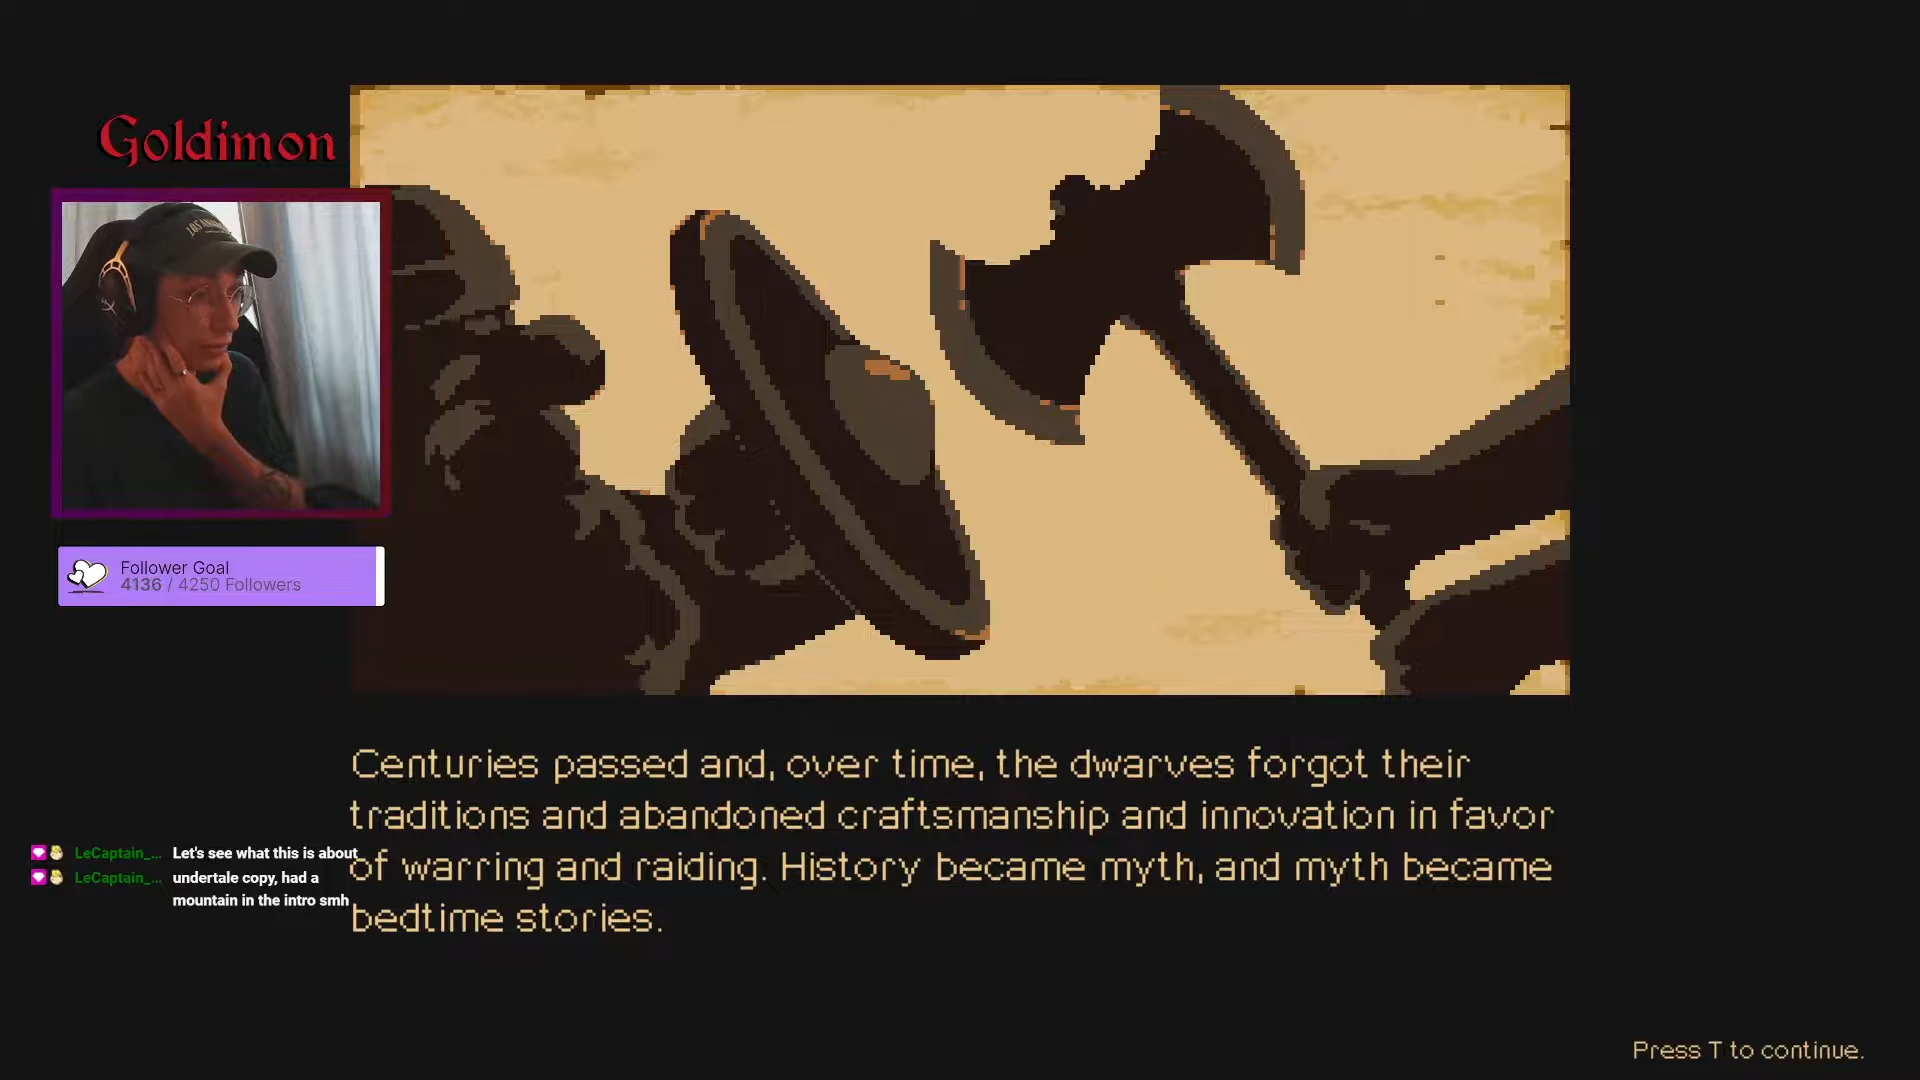 Goldimon
Follower Goal
4136 / 4250 Followers
Centuries passed and, over time, the dwarves forgot their
traditions and abandoned craftsmanship and innovation in favor
of warring and raiding. History became myth, and myth became
bedtime stories.
LeCaptain_... Let's see what this is about
LeCaptain_... undertale copy, had a
mountain in the intro smh
Press T to continue.